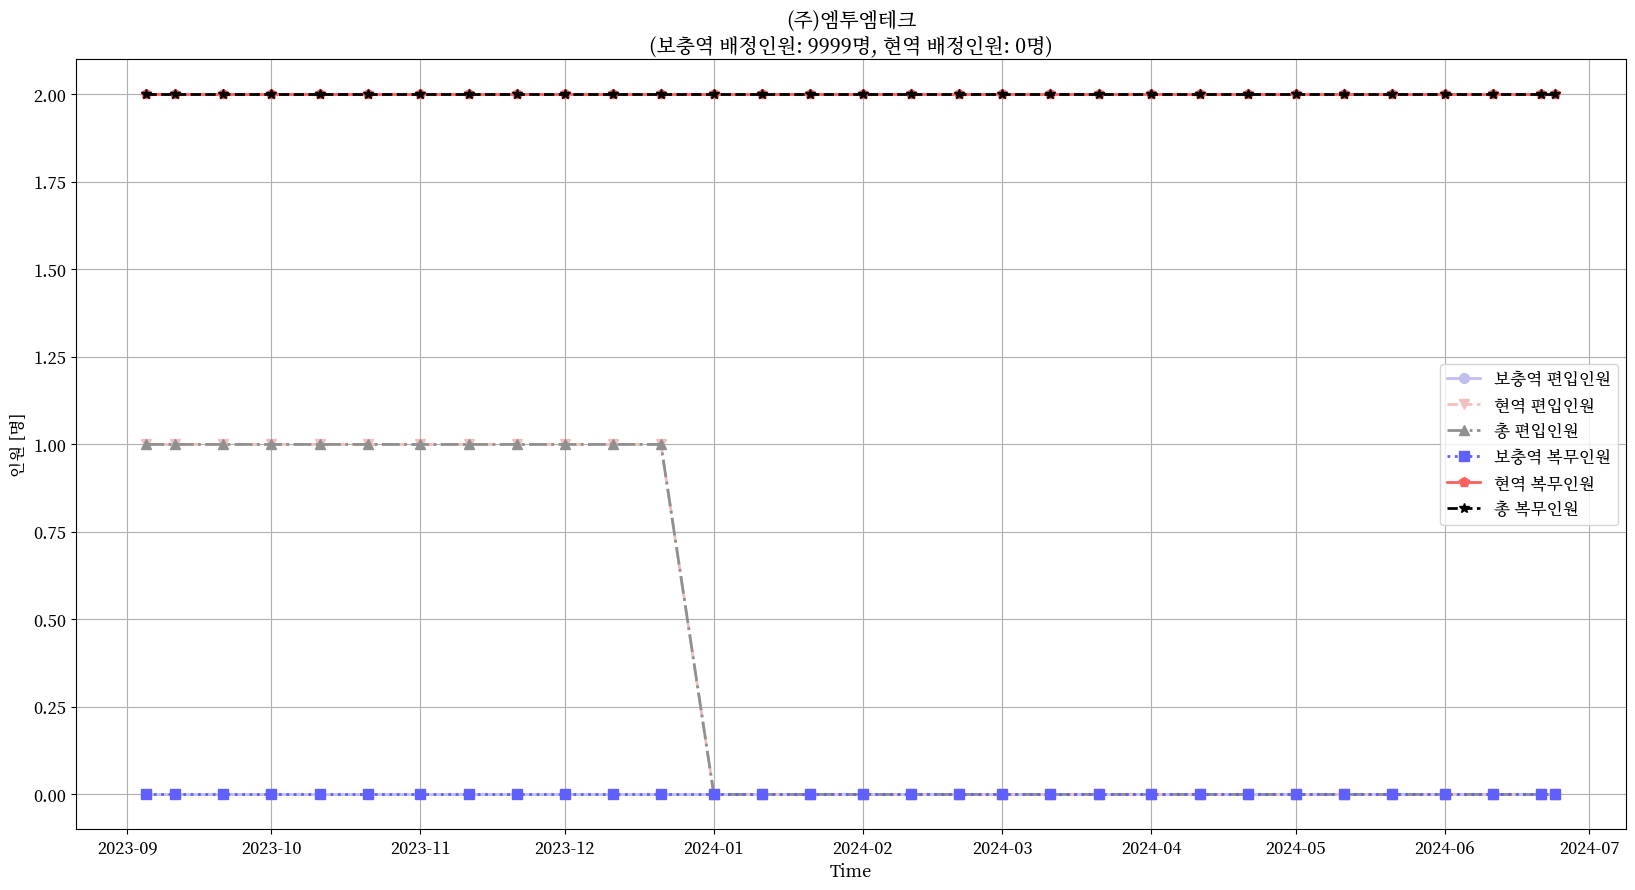 (주)엠투엠테크
(보충역 배정인원: 9999명, 현역 배정인원: 0명)
2.00
1.75
1.50
1.25
1.00
0.75
0.50
0.25
0.00
인원 [명]
보충역 편입인원
현역 편입인원
총 편입인원
보충역 복무인원
현역 복무인원
총 복무인원
2023-09 2023-10 2023-11 2023-12 2024-01 2024-02 2024-03 2024-04 2024-05 2024-06 2024-07
Time